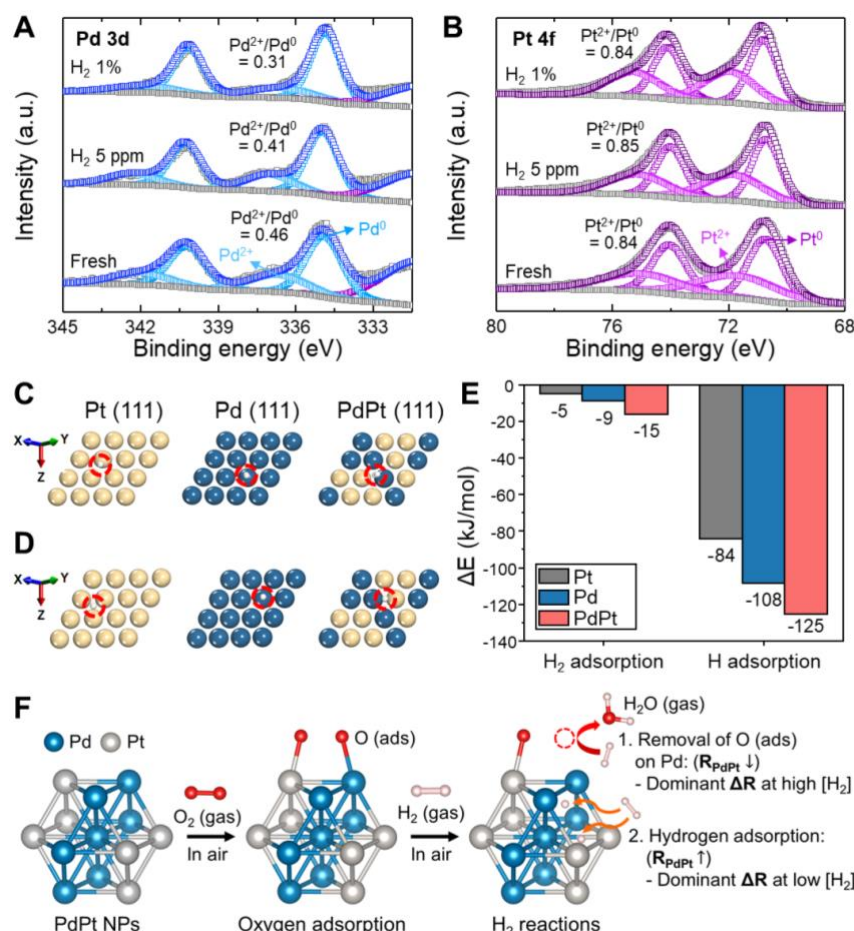 A
Pd 3d
H₂ 1%
Pd²⁺/Pd⁰
= 0.31
H₂ 5 ppm
Pd²⁺/Pd⁰
= 0.41
Fresh
Pd²⁺/Pd⁰
= 0.46
Pd⁰
Pd²⁺
Intensity (a.u.)
345 342 339 336 333
Binding energy (eV)
B
Pt 4f
H₂ 1%
Pt²⁺/Pt⁰
= 0.84
H₂ 5 ppm
Pt²⁺/Pt⁰
= 0.85
Fresh
Pt²⁺/Pt⁰
= 0.84
Pt²⁺
Pt⁰
Intensity (a.u.)
80 76 72 68
Binding energy (eV)
C
Pt (111) Pd (111) PdPt (111)
X Y
Z
D
X Y
Z
E
0
-20
-40
-60
-80
-100
-120
-140
ΔE (kJ/mol)
-5
-9
-15
-84
-108
-125
Pt
Pd
PdPt
H₂ adsorption H adsorption
F
Pd Pt
O₂ (gas)
In air
O (ads)
H₂ (gas)
In air
H₂O (gas)
1. Removal of O (ads)
on Pd: (R_PdPt ↓)
- Dominant ΔR at high [H₂]
2. Hydrogen adsorption:
(R_PdPt ↑)
- Dominant ΔR at low [H₂]
PdPt NPs Oxygen adsorption H₂ reactions